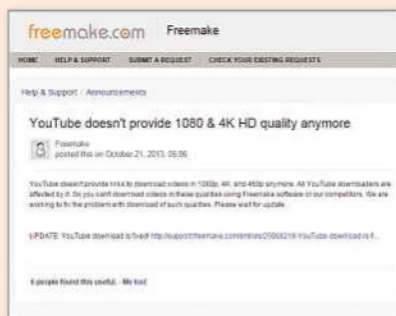 freemake.com Freemake
HOME HELP & SUPPORT SUBMIT A REQUEST CHECK YOUR EXISTING REQUESTS
Help & Support / Announcements
YouTube doesn't provide 1080 & 4K HD quality anymore
Freemake
posted this on October 21, 2013, 06:06
YouTube doesn't provide links to download videos in 1080p, 4K, and 480p anymore. All YouTube downloaders are
affected by it. So you can't download videos in these qualities using Freemake software or our competitors. We are
working to fix the problem with download of such qualities. Please wait for update.
UPDATE: YouTube download is fixed!
6 people found this useful. - Me too!